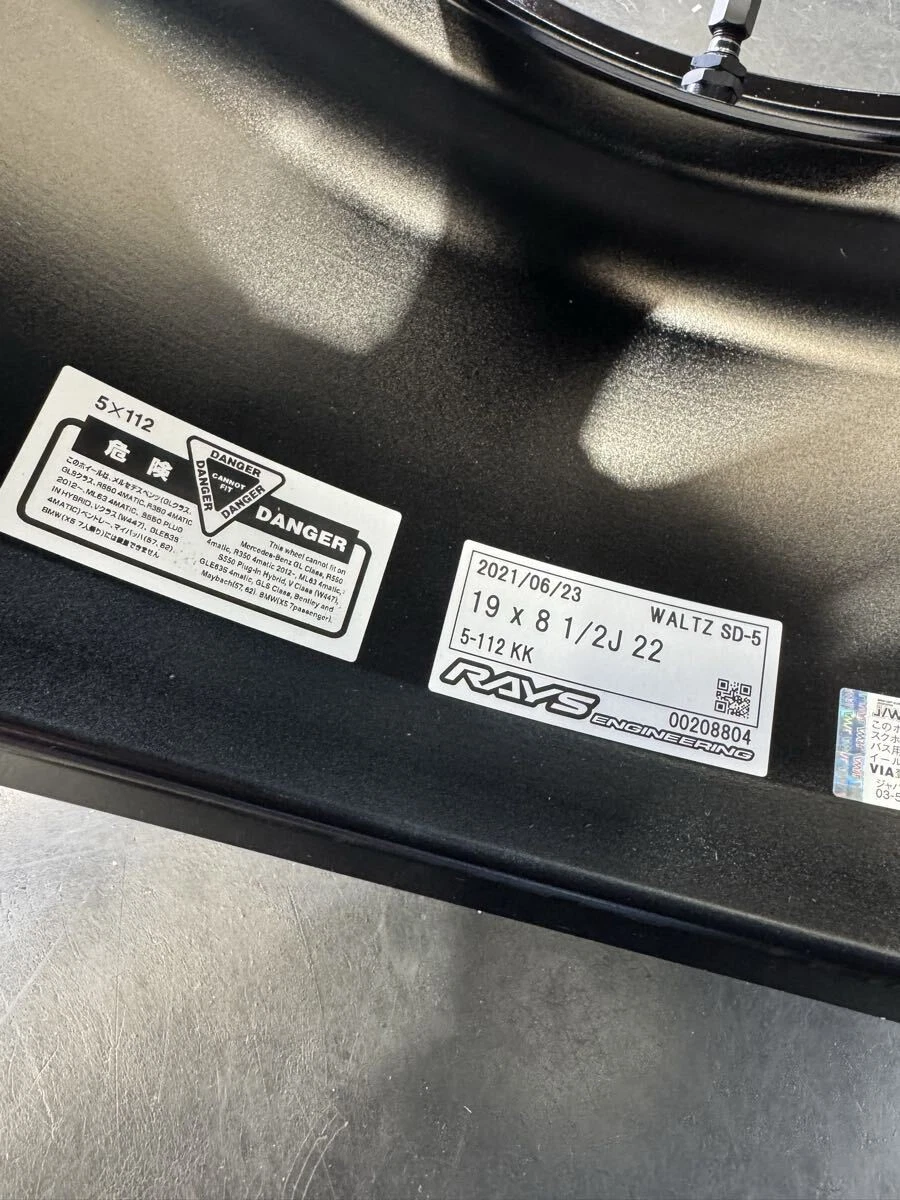 5×112
危険
DANGER
DANGER
DANGER
CANNOT
FIT
DANGER
このホイールは、メルセデスベンツ(GLクラス、
GLSクラス、R550 4MATIC、R350 4MATIC
2012〜、ML63 4MATIC、S550 PLUG
IN HYBRID、Vクラス(W447)、GLE63S
4MATIC)ベントレー、マイバッハ(57、62)、
BMW(X5 7人乗り)には装着できません
This wheel cannot fit on
Mercedes-Benz GL Class, R550
4matic, R350 4matic 2012-, ML63 4matic,
S550 Plug-in Hybrid, V Class (W447),
GLE63S 4matic, GLS Class, Bentley and
Maybach(57, 62), BMW(X5 7passenger).
2021/06/23 WALTZ SD-5
19 x 8 1/2J 22
5-112 KK
RAYS ENGINEERING
00208804
J/W
このホ
スクホ
バス用
イール
VIA
ジャパ
03-5